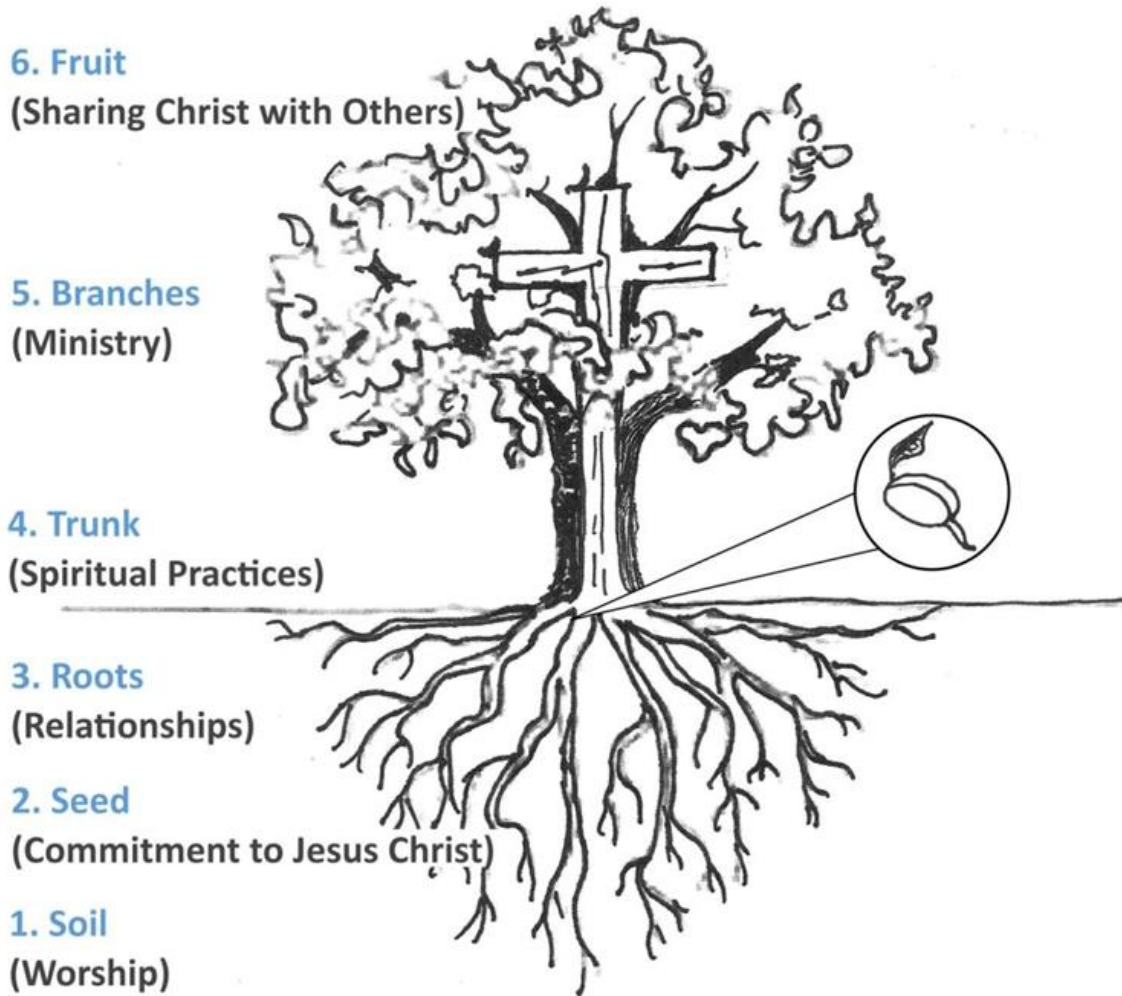 6. Fruit
(Sharing Christ with Others)
5. Branches
(Ministry)
4. Trunk
(Spiritual Practices)
3. Roots
(Relationships)
2. Seed
(Commitment to Jesus Christ)
1. Soil
(Worship)